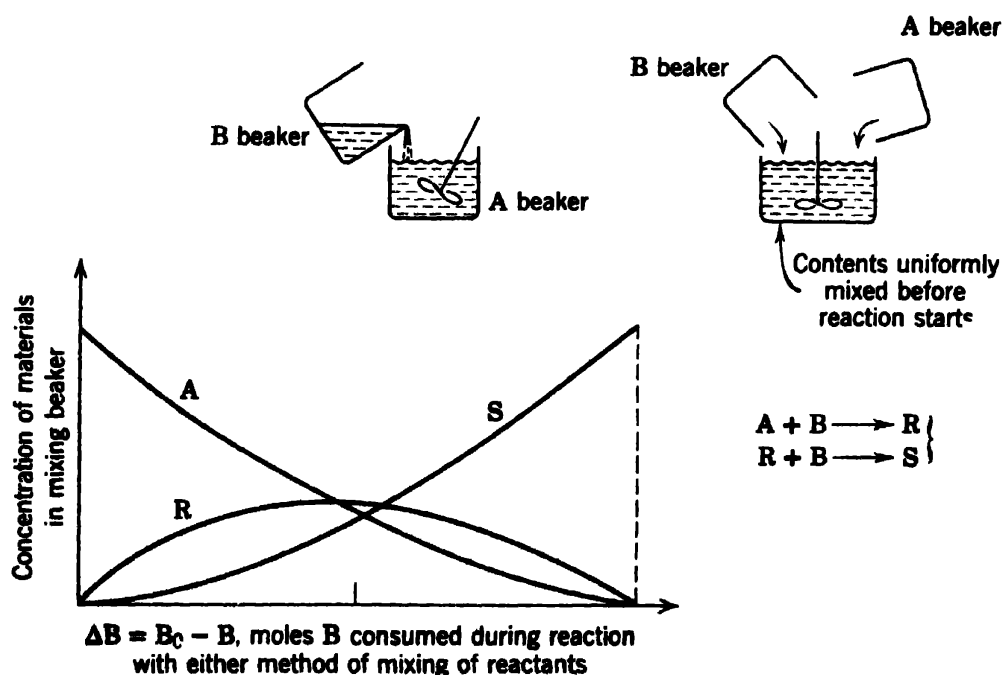 A beaker
B beaker
B beaker
A beaker
Contents uniformly
mixed before
reaction starts
Concentration of materials
in mixing beaker
A
S
R
A + B → R
R + B → S
ΔB = B₀ − B, moles B consumed during reaction
with either method of mixing of reactants